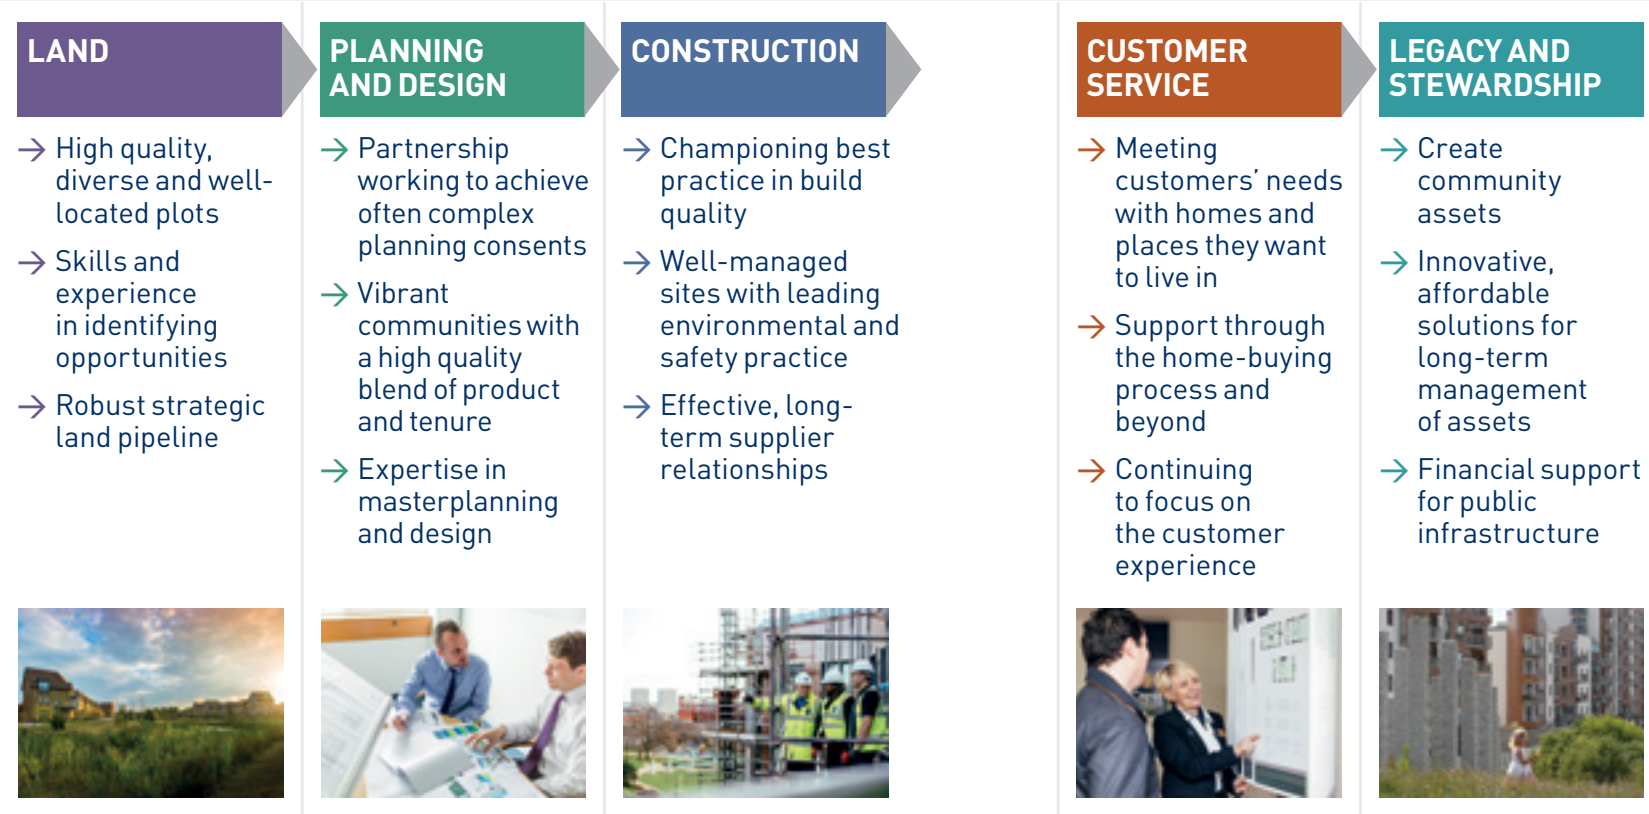 LAND
High quality,
diverse and well-
located plots
Skills and
experience
in identifying
opportunities
Robust strategic
land pipeline
PLANNING
AND DESIGN
Partnership
working to achieve
often complex
planning consents
Vibrant
communities with
a high quality
blend of product
and tenure
Expertise in
masterplanning
and design
CONSTRUCTION
Championing best
practice in build
quality
Well-managed
sites with leading
environmental and
safety practice
Effective, long-
term supplier
relationships
CUSTOMER
SERVICE
Meeting
customers’ needs
with homes and
places they want
to live in
Support through
the home-buying
process and
beyond
Continuing
to focus on
the customer
experience
LEGACY AND
STEWARDSHIP
Create
community
assets
Innovative,
affordable
solutions for
long-term
management
of assets
Financial support
for public
infrastructure